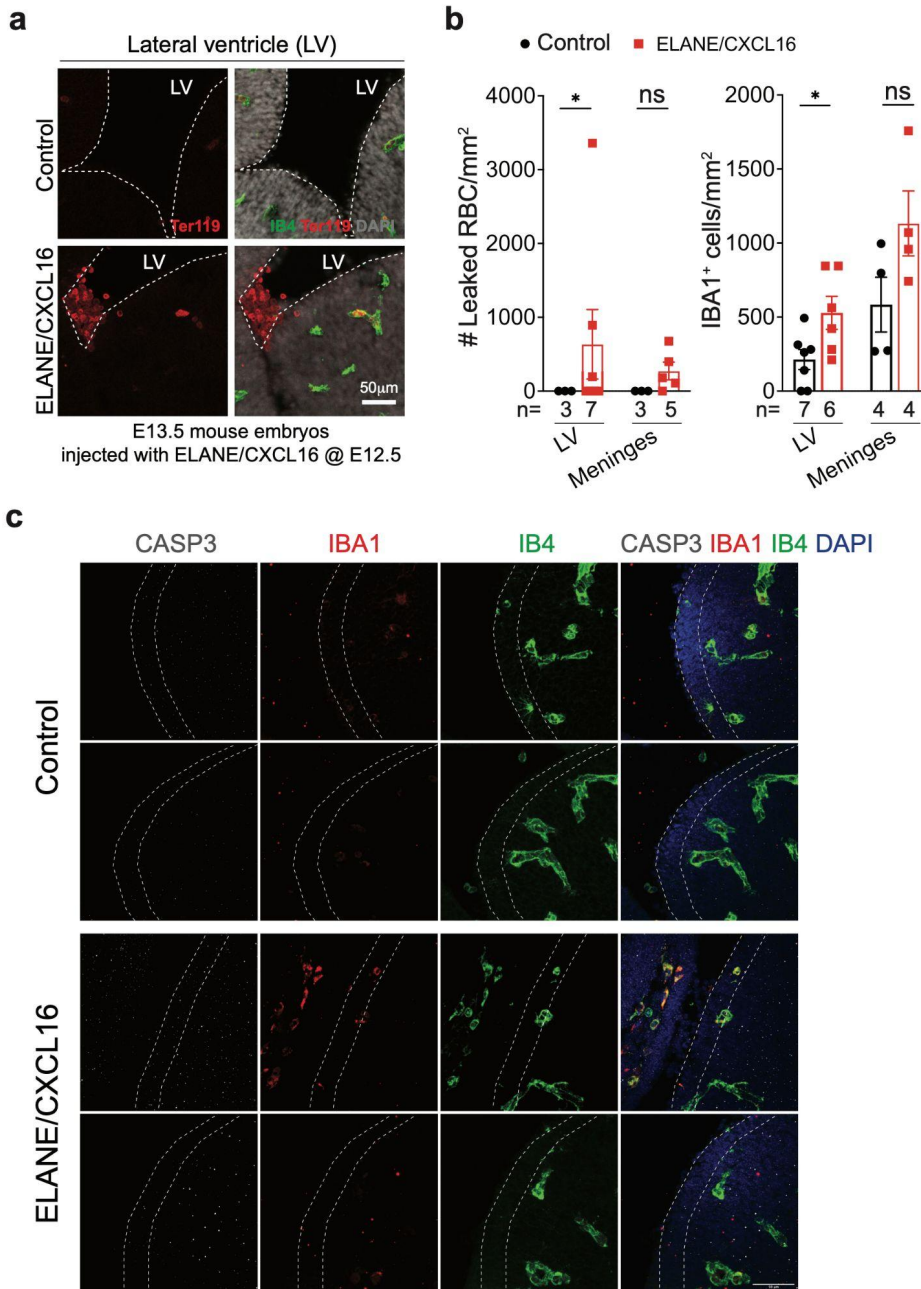 a
Lateral ventricle (LV)
Control
LV
LV
Ter119
IB4 Ter119 DAPI
ELANE/CXCL16
LV
LV
50μm
E13.5 mouse embryos
injected with ELANE/CXCL16 @ E12.5
b
Control ELANE/CXCL16
# Leaked RBC/mm²
4000
3000
2000
1000
0
* ns
n= 3 7 3 5
LV Meninges
IBA1⁺ cells/mm²
2000
1500
1000
500
0
* ns
n= 7 6 4 4
LV Meninges
c
CASP3 IBA1 IB4 CASP3 IBA1 IB4 DAPI
Control
ELANE/CXCL16